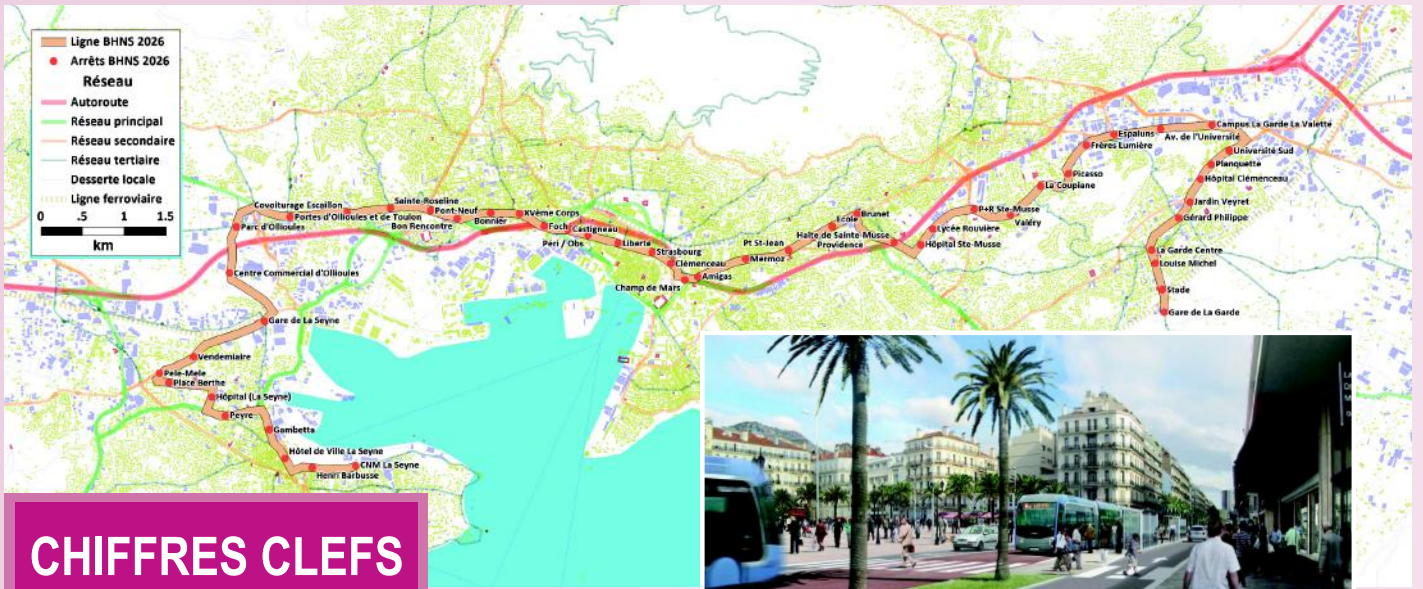 Ligne BHNS 2026
Arrêts BHNS 2026
Réseau
Autoroute
Réseau principal
Réseau secondaire
Réseau tertiaire
Desserte locale
Ligne ferroviaire
0 .5 1 1.5
km
Covoiturage Escaillon
Sainte-Roseline
Portes d'Ollioules et de Toulon
Pont-Neuf
Bon Rencontre
Bonnier
XVème Corps
Parc d'Ollioules
Foch
Castigneau
Péri / Obs
Liberté
Strasbourg
Clémenceau
Champ de Mars
Amigas
Centre Commercial d'Ollioules
Gare de La Seyne
Vendemiaire
Pele-Mele
Place Berthe
Hôpital (La Seyne)
Peyre
Gambetta
Hôtel de Ville La Seyne
Henri Barbusse
CNM La Seyne
Mermoz
Pt St-Jean
Ecole
Brunet
Halte de Sainte-Musse
Providence
Hôpital Ste-Musse
Lycée Rouvière
P+R Ste-Musse
Valéry
La Coupiane
Picasso
Frères Lumière
Espaluns
Av. de l'Université
Campus La Garde La Valette
Université Sud
Planquette
Hôpital Clémenceau
Jardin Veyret
Gérard Philippe
La Garde Centre
Louise Michel
Stade
Gare de La Garde
CHIFFRES CLEFS